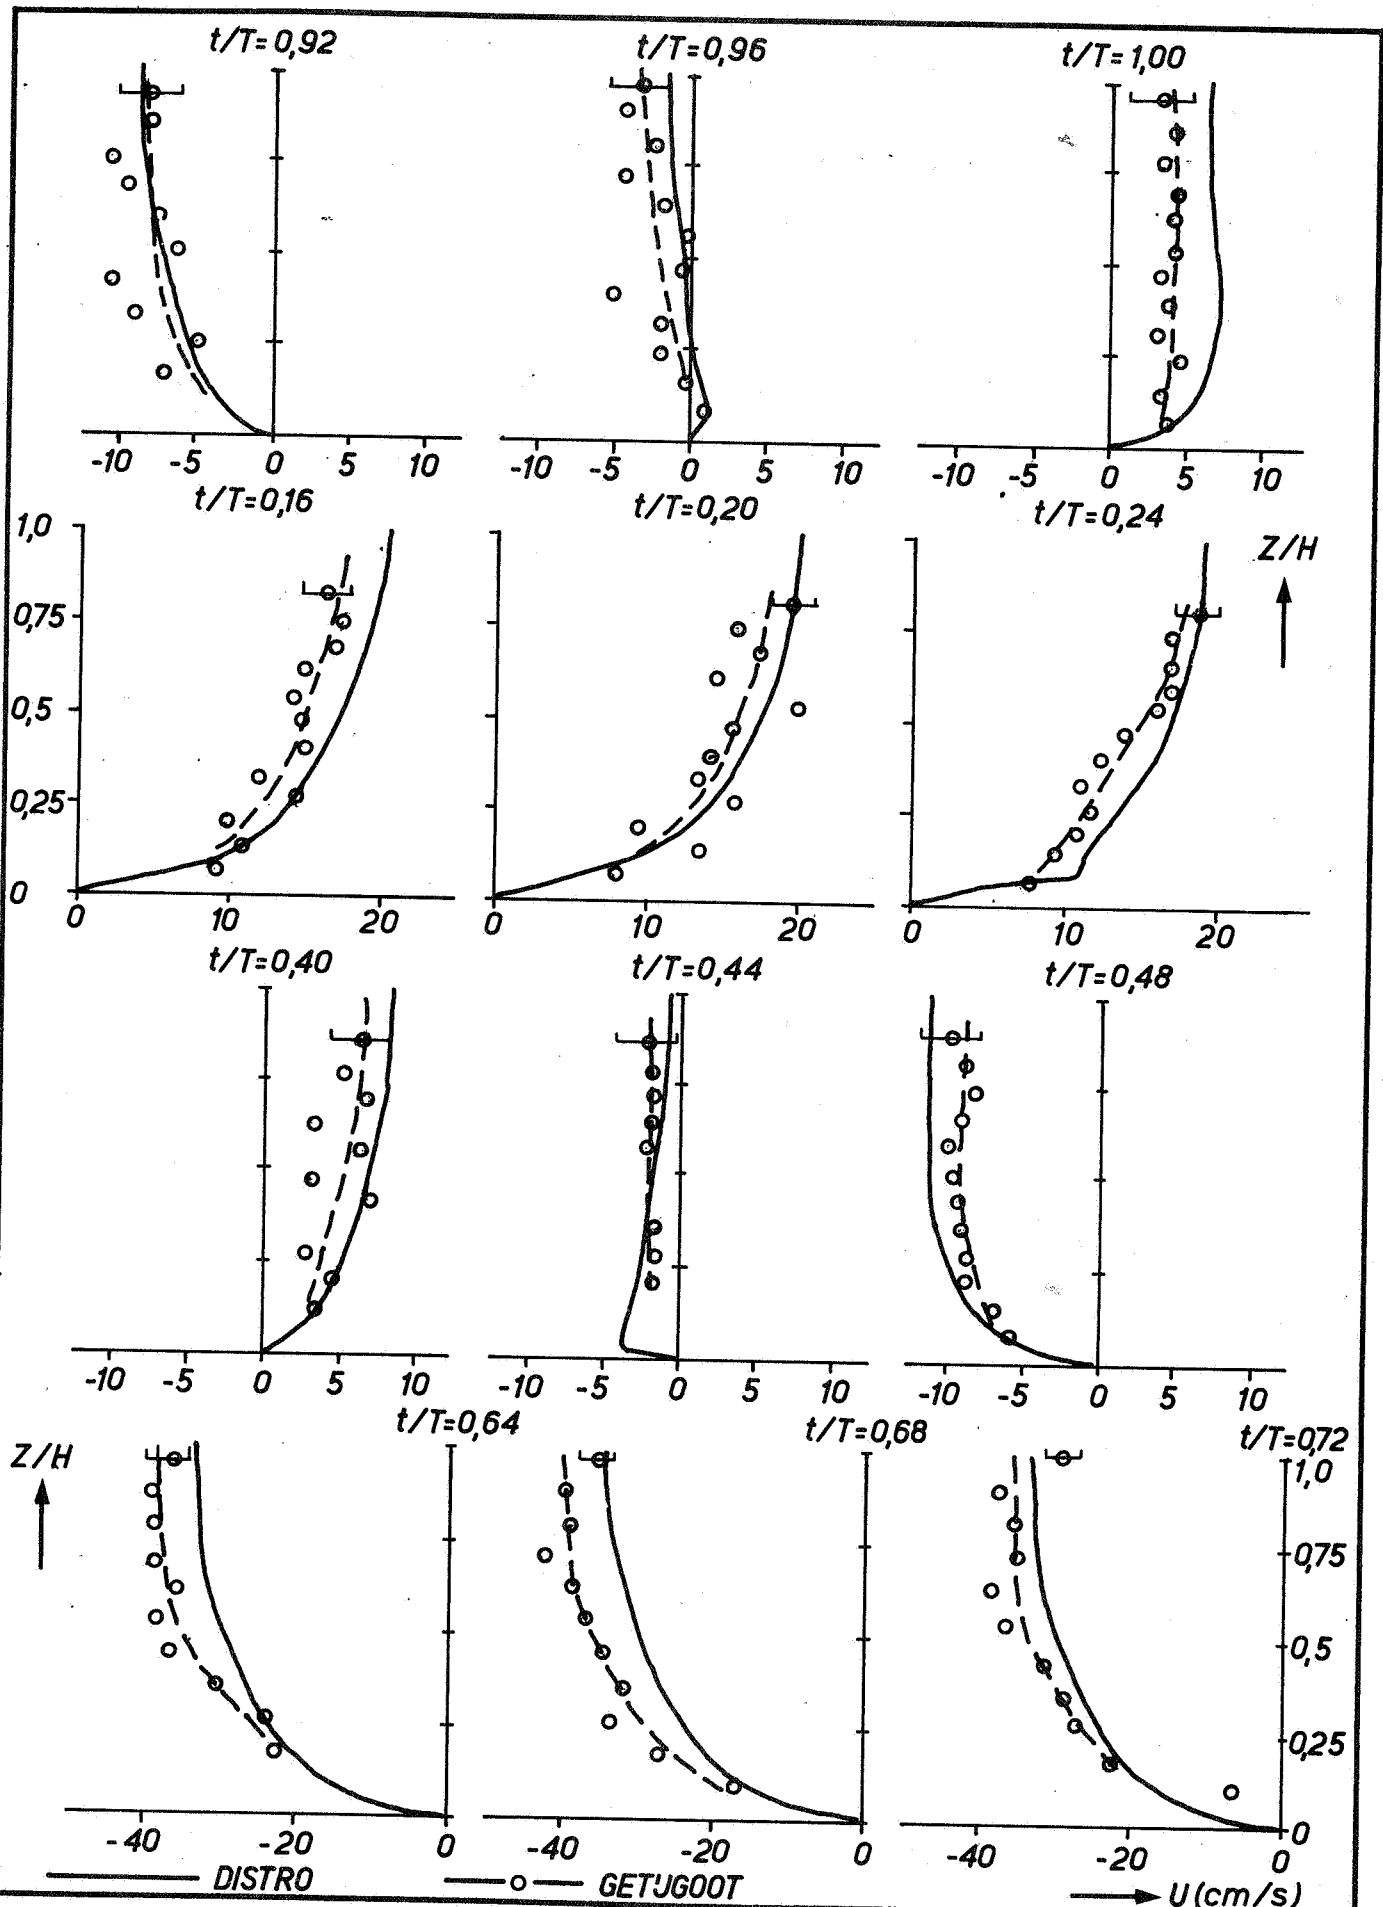 t/T=0,92 t/T=0,96 t/T=1,00
-10 -5 0 5 10 -10 -5 0 5 10 -10 -5 0 5 10
t/T=0,16 t/T=0,20 t/T=0,24
1,0
Z/H
0,75
0,5
0,25
0
0 10 20 0 10 20 0 10 20
t/T=0,40 t/T=0,44 t/T=0,48
-10 -5 0 5 10 -10 -5 0 5 10 -10 -5 0 5 10
t/T=0,64 t/T=0,68 t/T=0,72
Z/H
1,0
0,75
0,5
0,25
0
-40 -20 0 -40 -20 0 -40 -20 0
DISTRO GETIJGOOT U(cm/s)